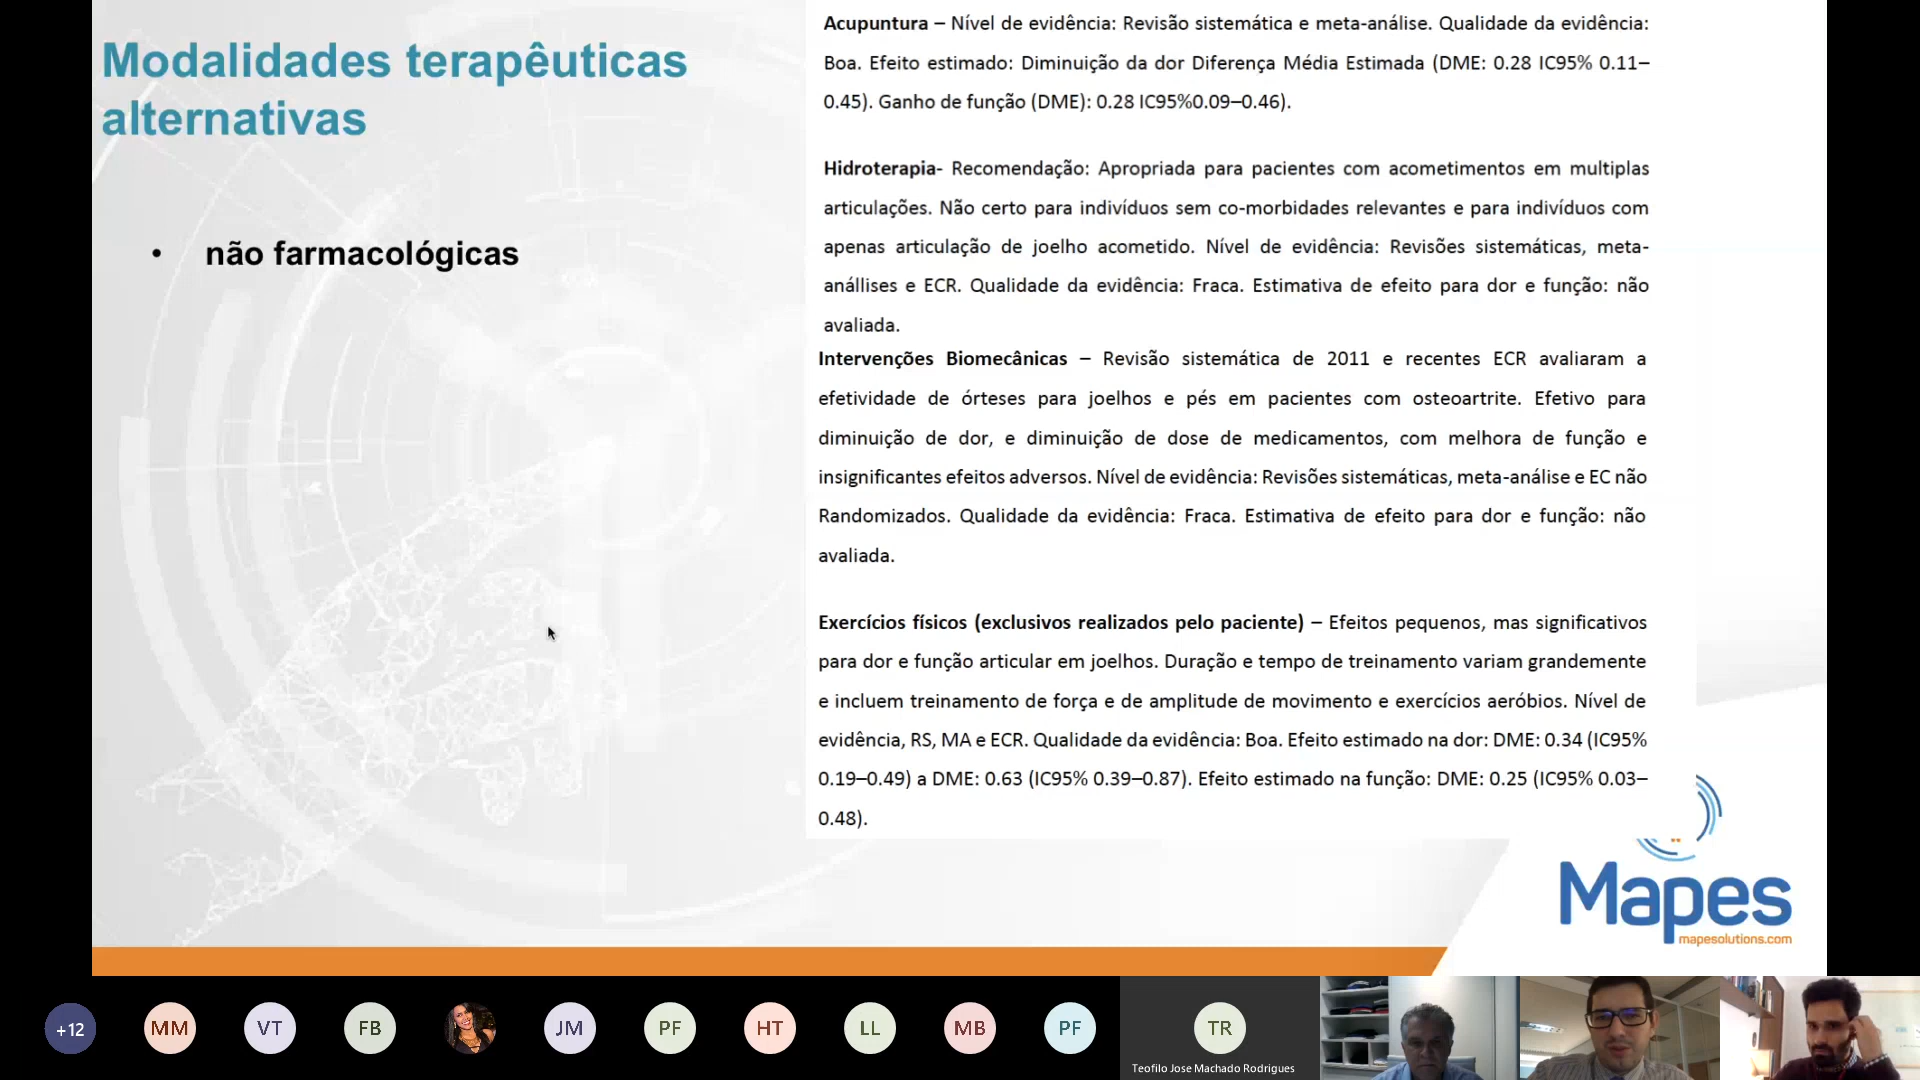 Modalidades terapêuticas
alternativas
• não farmacológicas
Acupuntura – Nível de evidência: Revisão sistemática e meta-análise. Qualidade da evidência:
Boa. Efeito estimado: Diminuição da dor Diferença Média Estimada (DME: 0.28 IC95% 0.11–
0.45). Ganho de função (DME): 0.28 IC95%0.09–0.46).
Hidroterapia- Recomendação: Apropriada para pacientes com acometimentos em multiplas
articulações. Não certo para indivíduos sem co-morbidades relevantes e para indivíduos com
apenas articulação de joelho acometido. Nível de evidência: Revisões sistemáticas, meta-
anállises e ECR. Qualidade da evidência: Fraca. Estimativa de efeito para dor e função: não
avaliada.
Intervenções Biomecânicas – Revisão sistemática de 2011 e recentes ECR avaliaram a
efetividade de órteses para joelhos e pés em pacientes com osteoartrite. Efetivo para
diminuição de dor, e diminuição de dose de medicamentos, com melhora de função e
insignificantes efeitos adversos. Nível de evidência: Revisões sistemáticas, meta-análise e EC não
Randomizados. Qualidade da evidência: Fraca. Estimativa de efeito para dor e função: não
avaliada.
Exercícios físicos (exclusivos realizados pelo paciente) – Efeitos pequenos, mas significativos
para dor e função articular em joelhos. Duração e tempo de treinamento variam grandemente
e incluem treinamento de força e de amplitude de movimento e exercícios aeróbios. Nível de
evidência, RS, MA e ECR. Qualidade da evidência: Boa. Efeito estimado na dor: DME: 0.34 (IC95%
0.19–0.49) a DME: 0.63 (IC95% 0.39–0.87). Efeito estimado na função: DME: 0.25 (IC95% 0.03–
0.48).
Mapes
mapesolutions.com
+12 MM VT FB JM PF HT LL MB PF TR
Teofilo Jose Machado Rodrigues